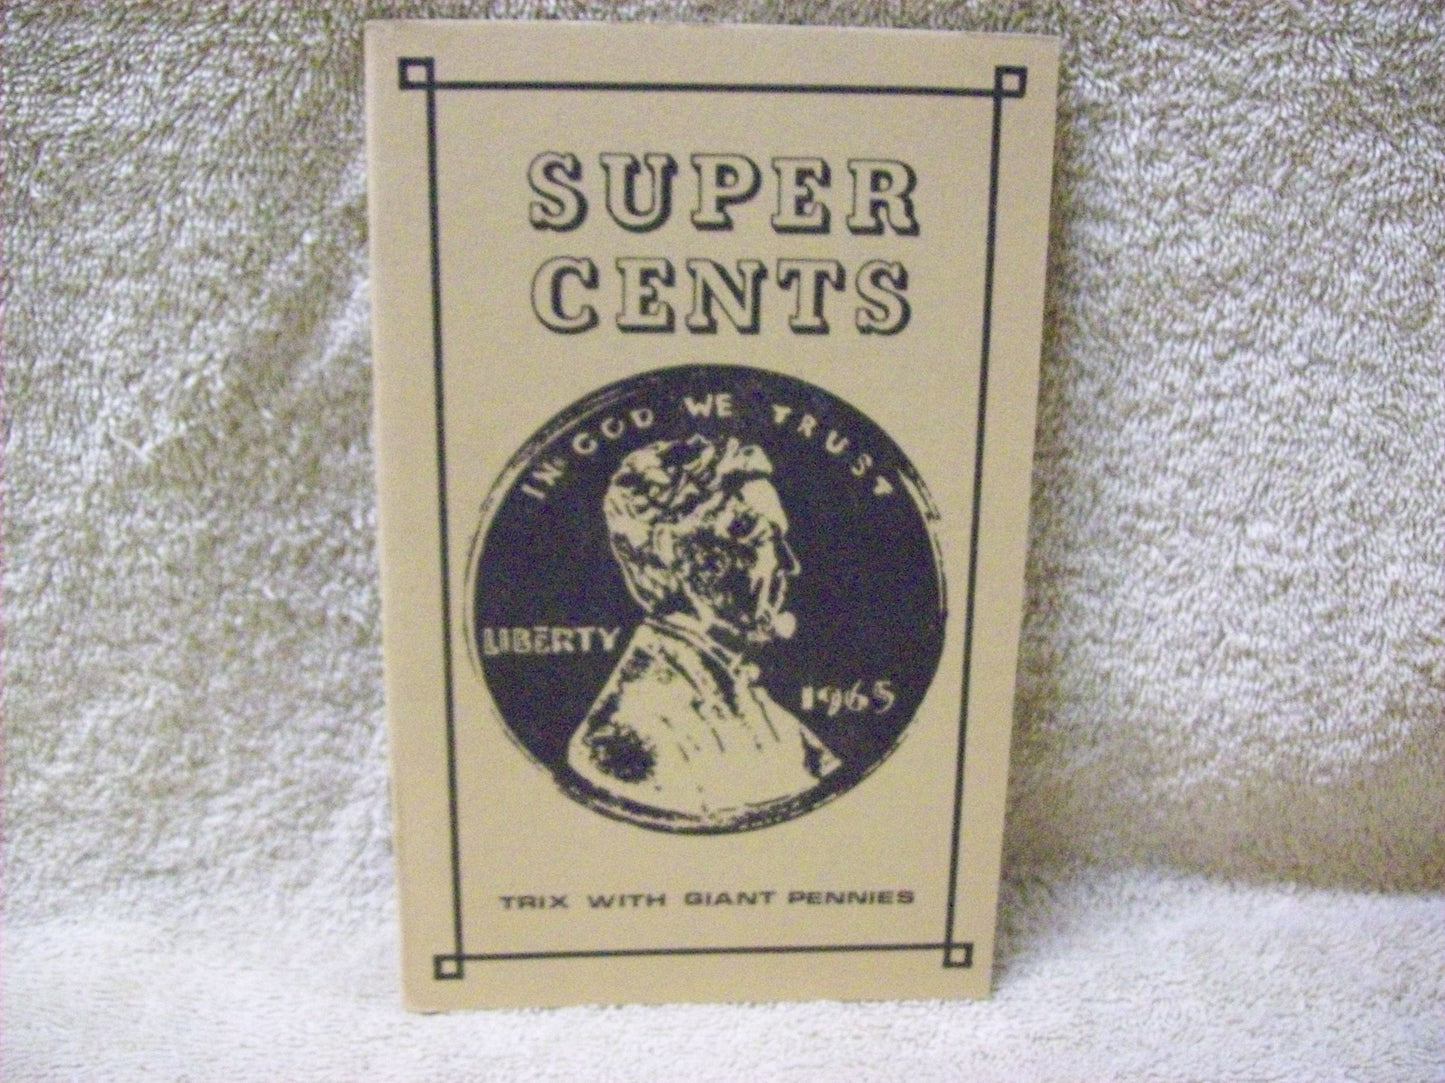 SUPER
CENTS
IN GOD WE TRUST
LIBERTY
1965
TRIX WITH GIANT PENNIES